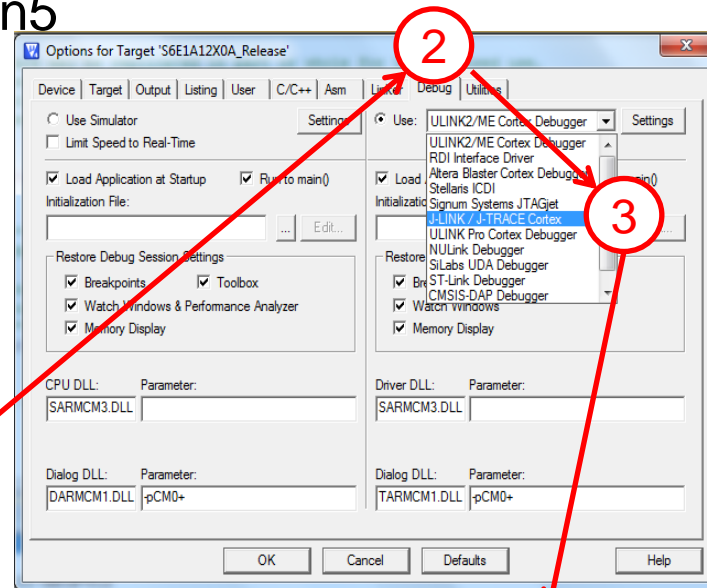 n5
2
Options for Target 'S6E1A12X0A_Release'
Device Target Output Listing User C/C++ Asm Linker Debug Utilities
Use Simulator Settings Use: ULINK2/ME Cortex Debugger Settings
Limit Speed to Real-Time
ULINK2/ME Cortex Debugger
RDI Interface Driver
Altera Blaster Cortex Debugger
Stellaris ICDI
Signum Systems JTAGjet
J-LINK / J-TRACE Cortex
ULINK Pro Cortex Debugger
NULink Debugger
SiLabs UDA Debugger
ST-Link Debugger
CMSIS-DAP Debugger
3
Load Application at Startup Run to main() Load main()
Initialization File:
... Edit...
Restore Debug Session Settings Restore
Breakpoints Toolbox
Watch Windows & Performance Analyzer Watch Windows
Memory Display Memory Display
CPU DLL: Parameter: Driver DLL: Parameter:
SARMCM3.DLL SARMCM3.DLL
Dialog DLL: Parameter: Dialog DLL: Parameter:
DARMCM1.DLL -pCM0+ TARMCM1.DLL -pCM0+
OK Cancel Defaults Help